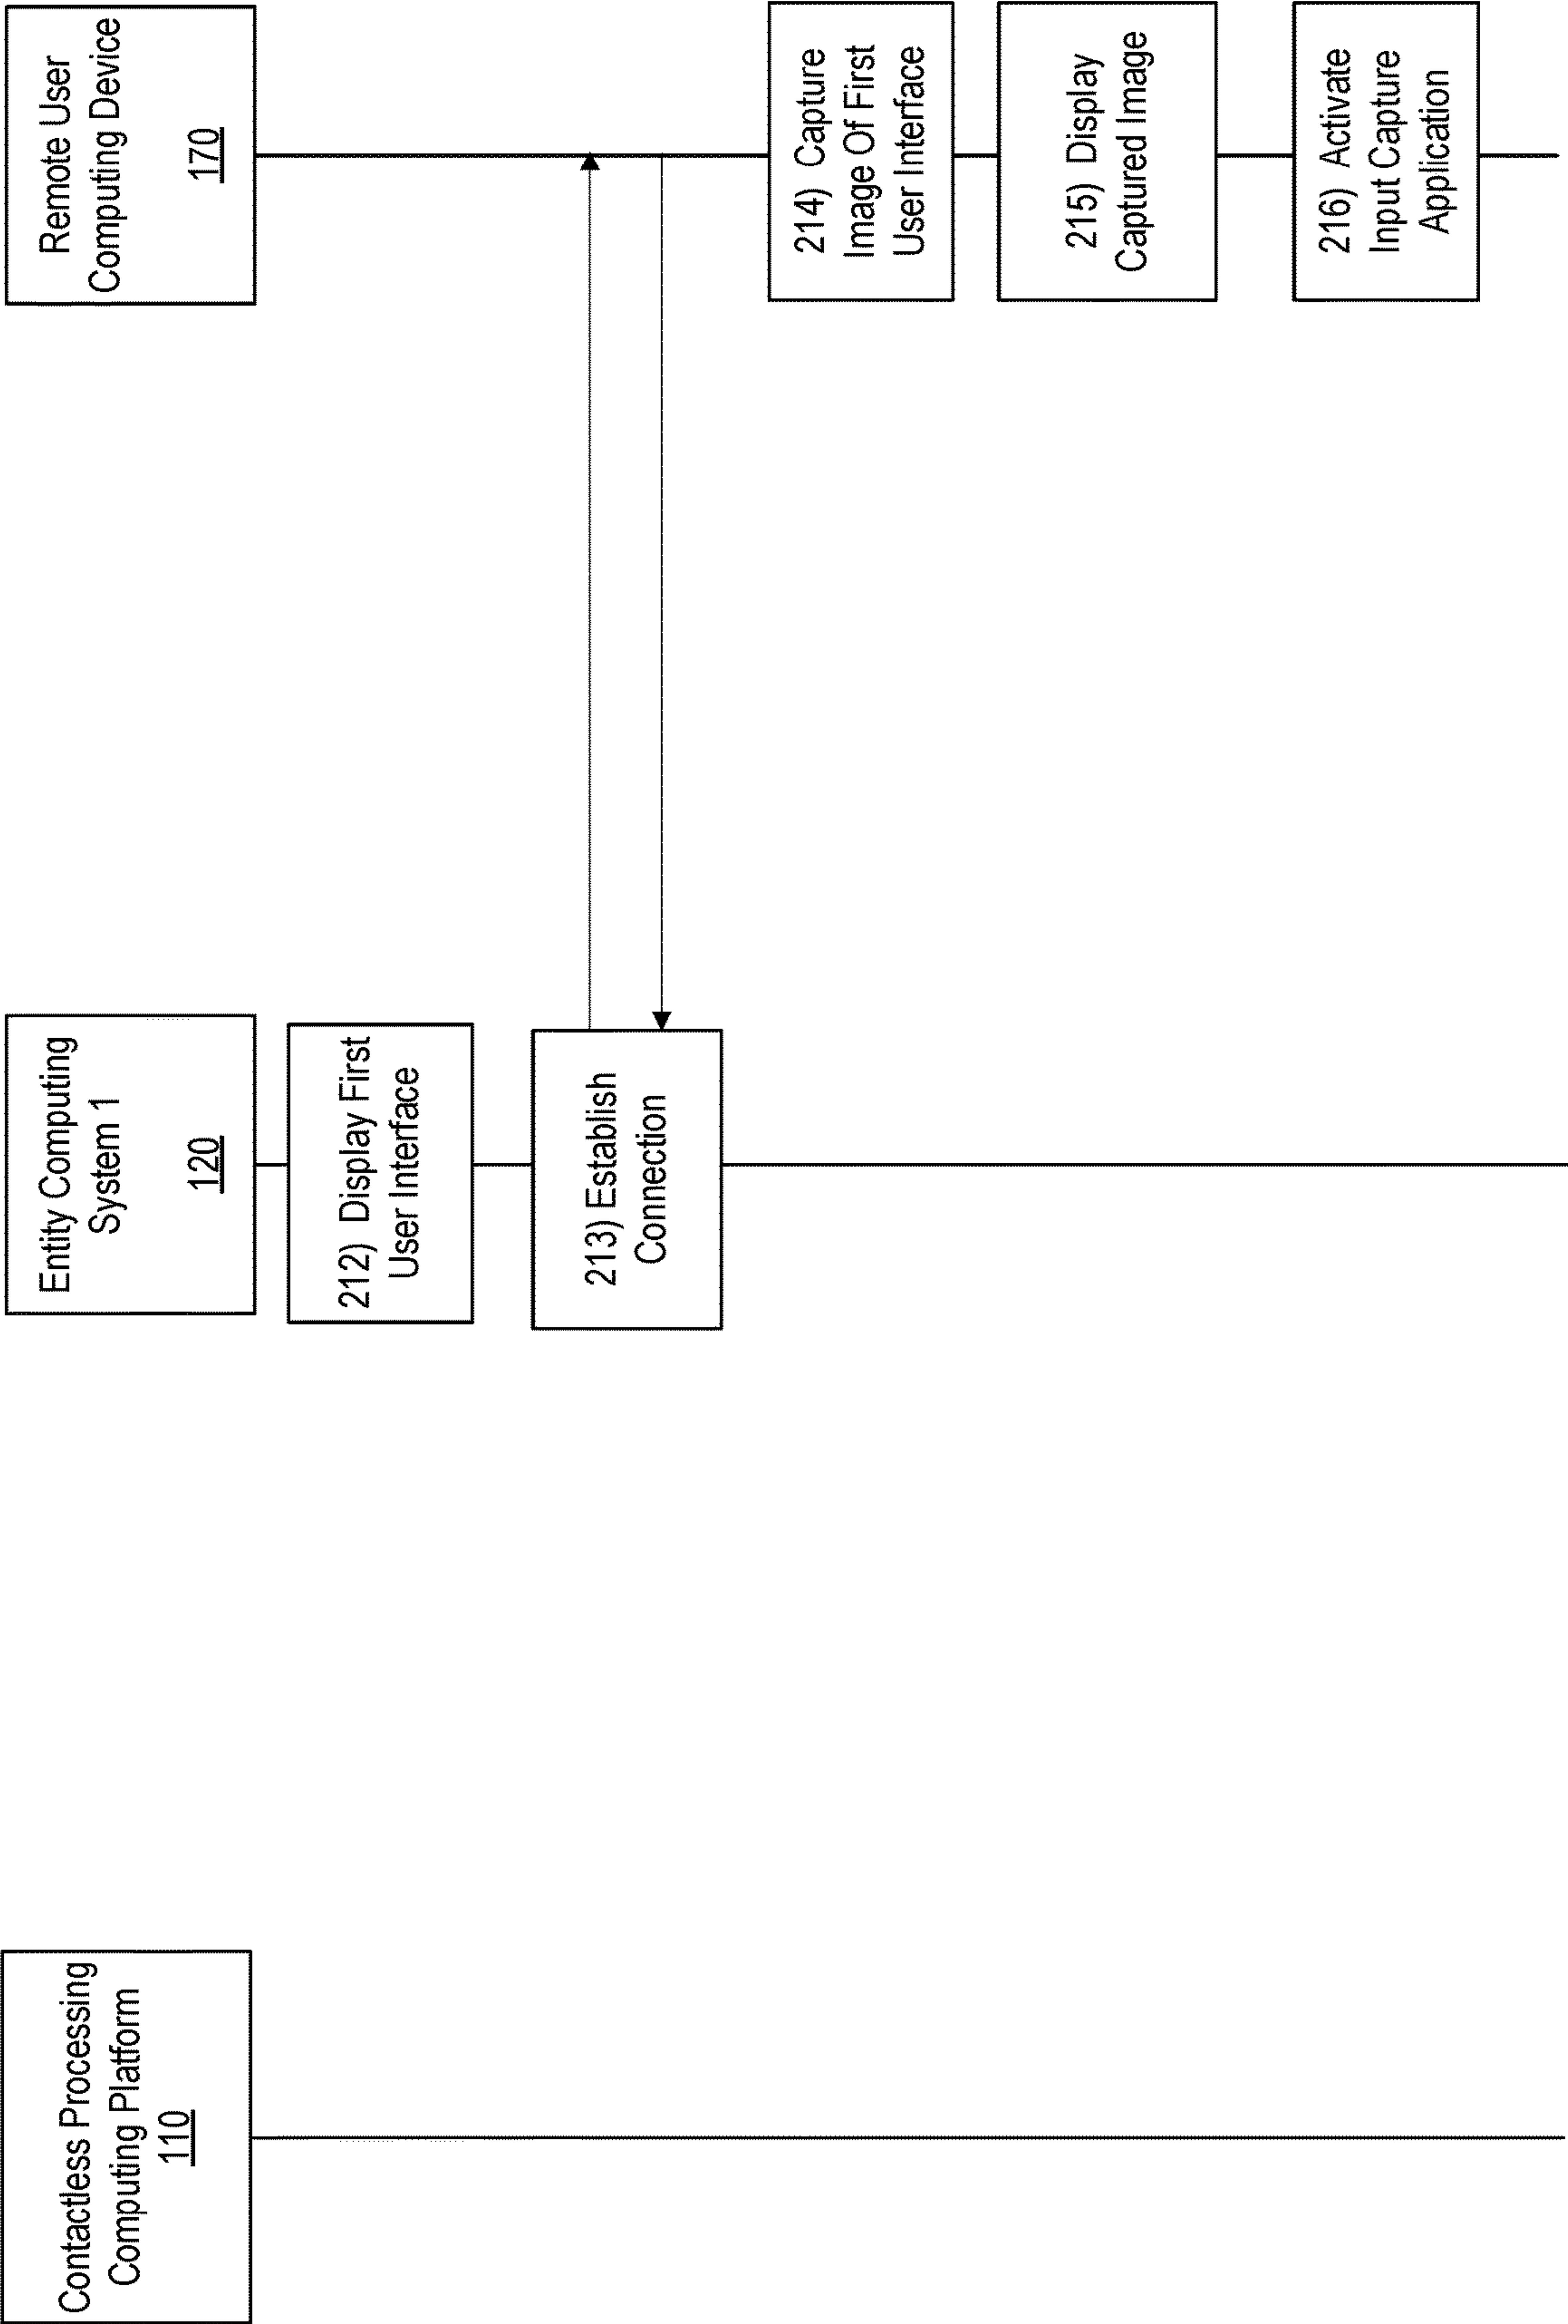 Contactless Processing
Computing Platform
110
Entity Computing
System 1
120
Remote User
Computing Device
170
212) Display First
User Interface
213) Establish
Connection
214) Capture
Image Of First
User Interface
215) Display
Captured Image
216) Activate
Input Capture
Application